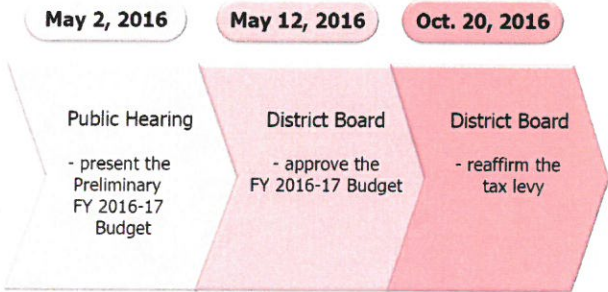 May 2, 2016
May 12, 2016
Oct. 20, 2016
Public Hearing
- present the
Preliminary
FY 2016-17
Budget
District Board
- approve the
FY 2016-17 Budget
District Board
- reaffirm the
tax levy